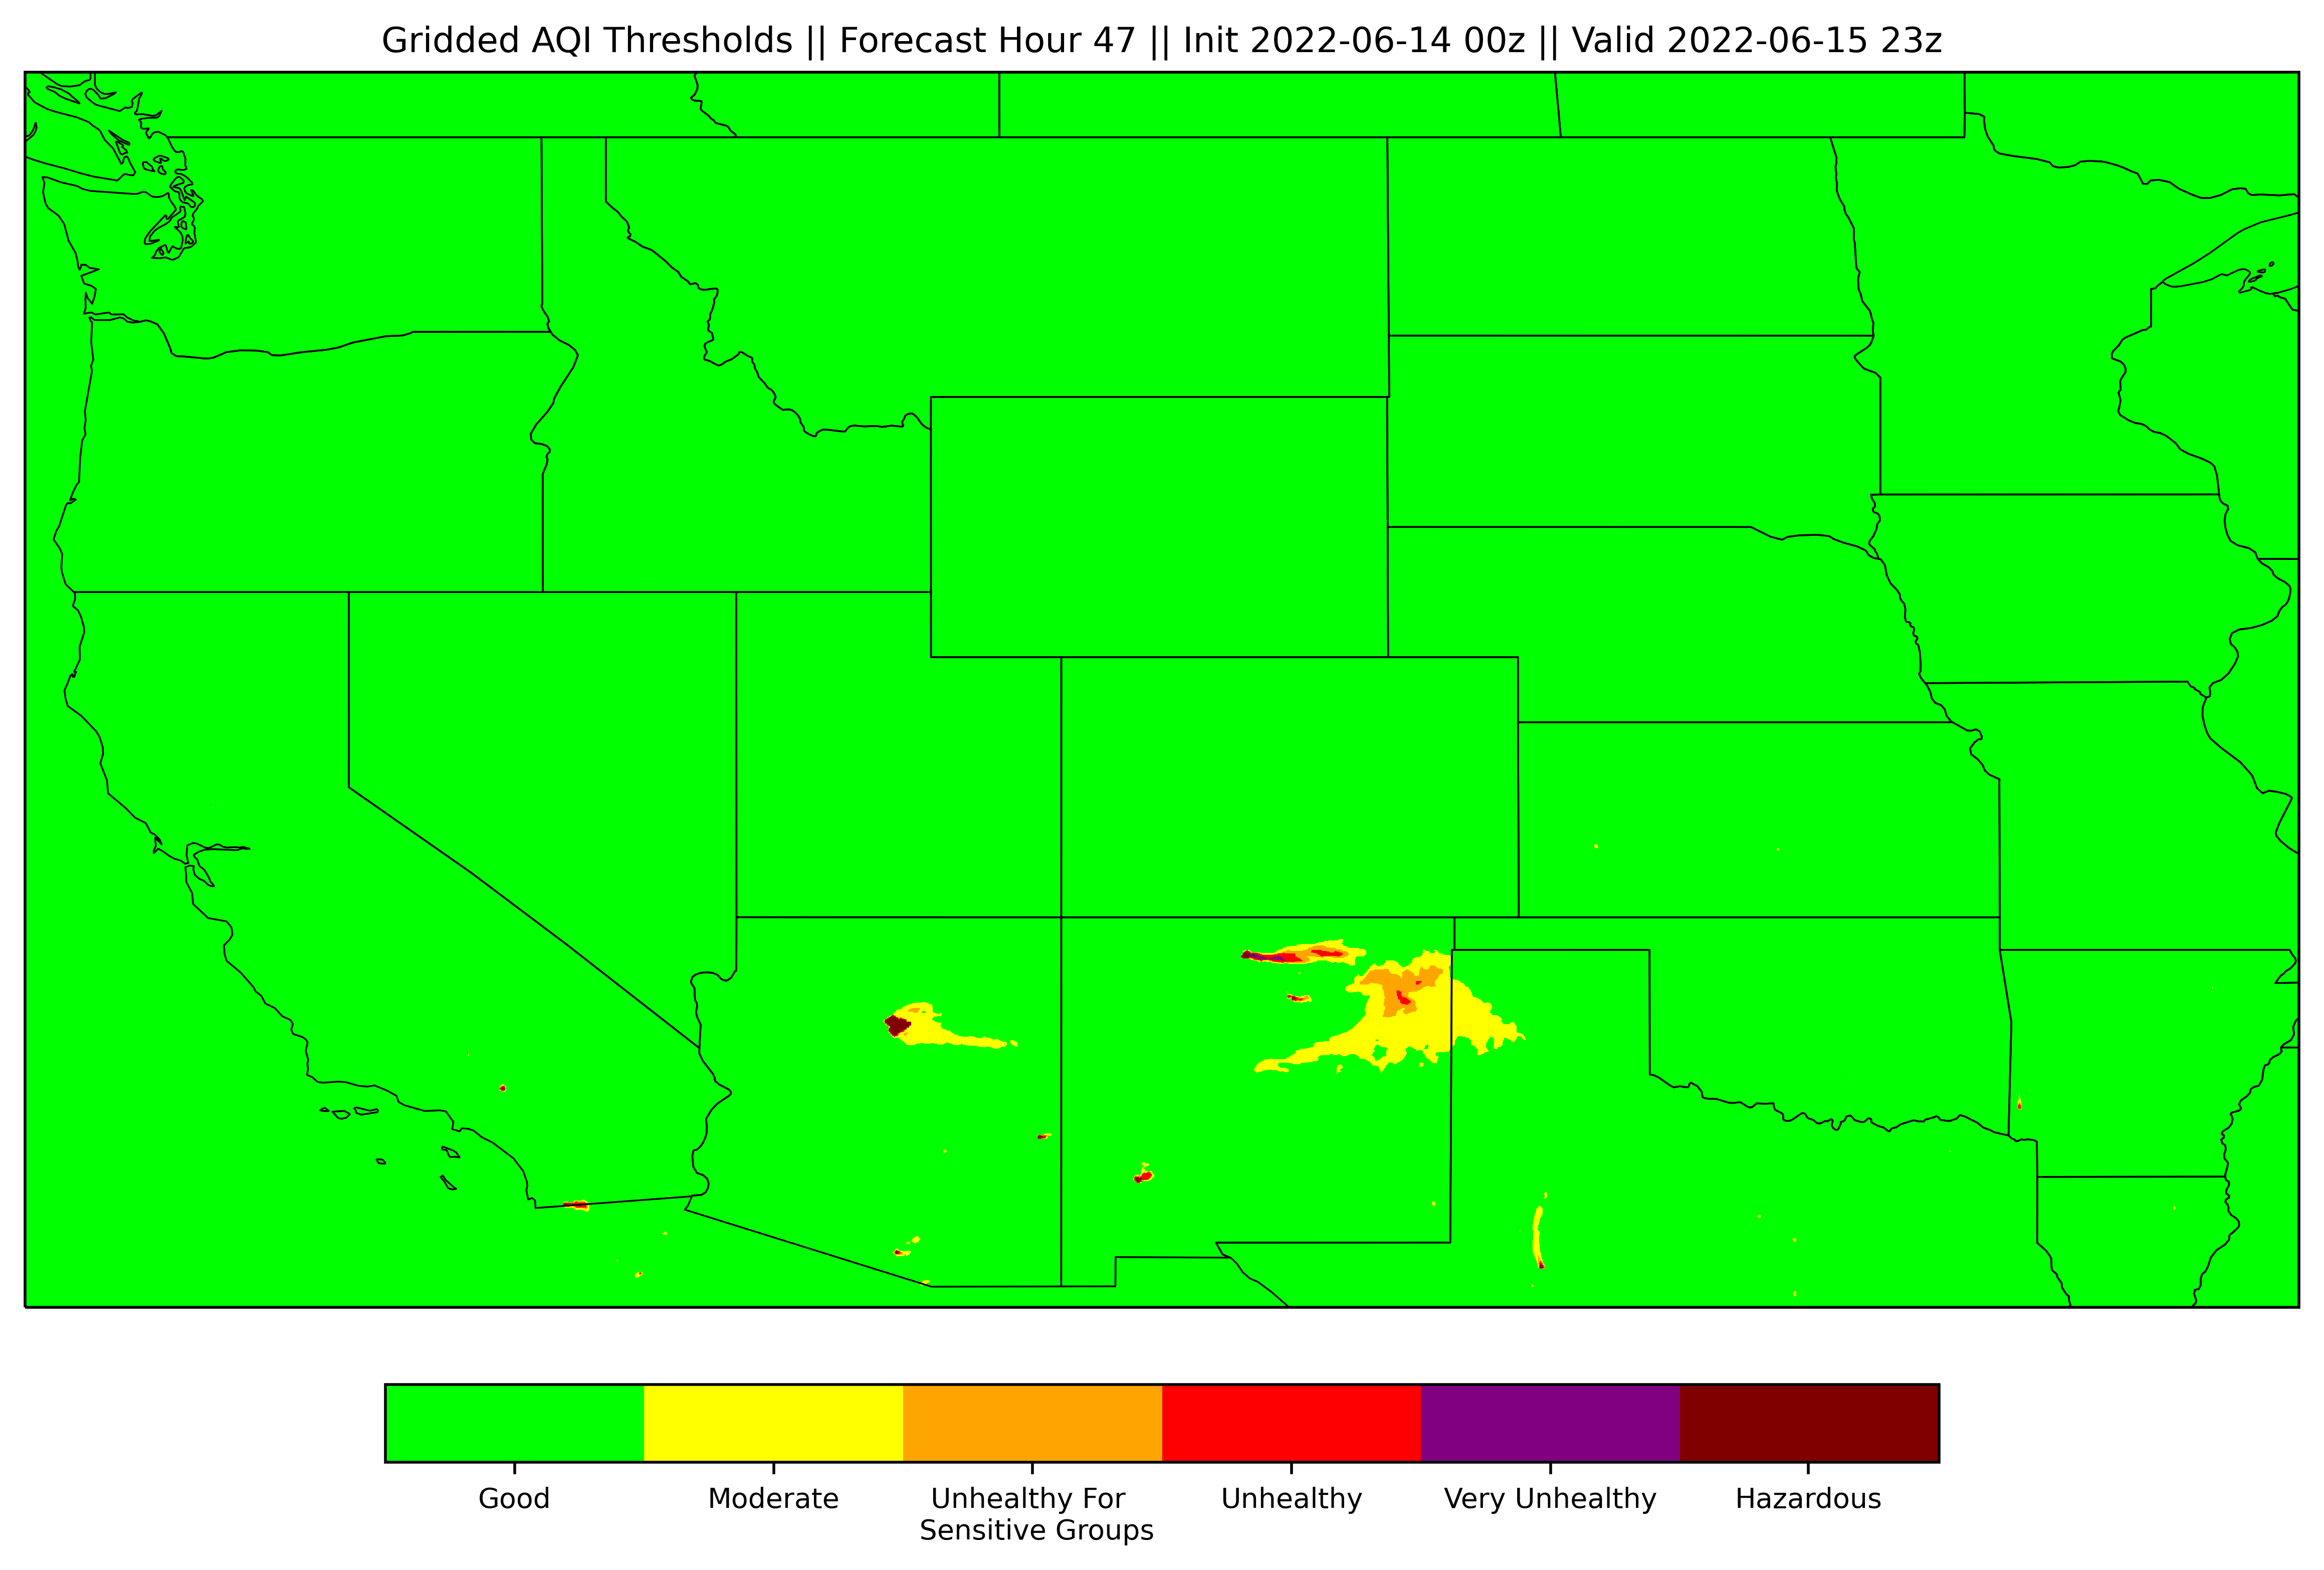 Gridded AQI Thresholds || Forecast Hour 47 || Init 2022-06-14 00z || Valid 2022-06-15 23z
Good
Moderate
Unhealthy For
Sensitive Groups
Unhealthy
Very Unhealthy
Hazardous